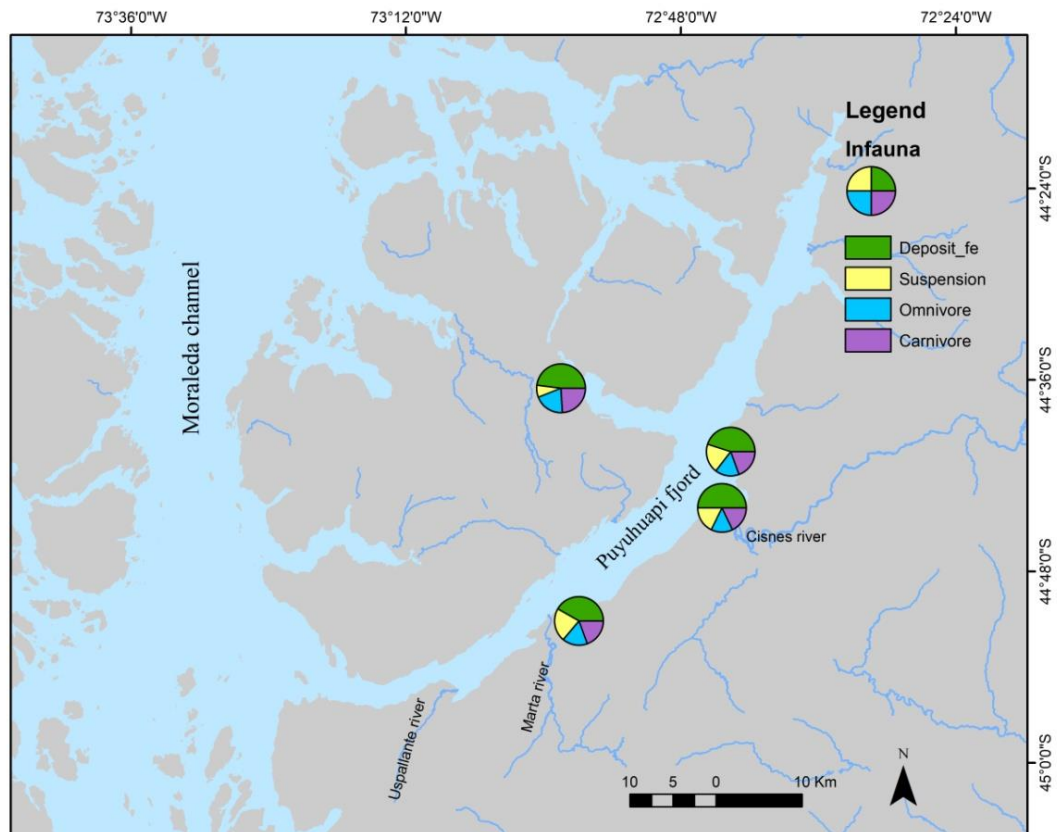 73°36'0"W
73°12'0"W
72°48'0"W
72°24'0"W
Legend
Infauna
Deposit_fe
Suspension
Omnivore
Carnivore
44°24'0"S
44°36'0"S
44°48'0"S
45°0'0"S
Moraleda channel
Puyuhuapi fjord
Cisnes river
Marta river
Uspallante river
N
10 5 0 10 Km